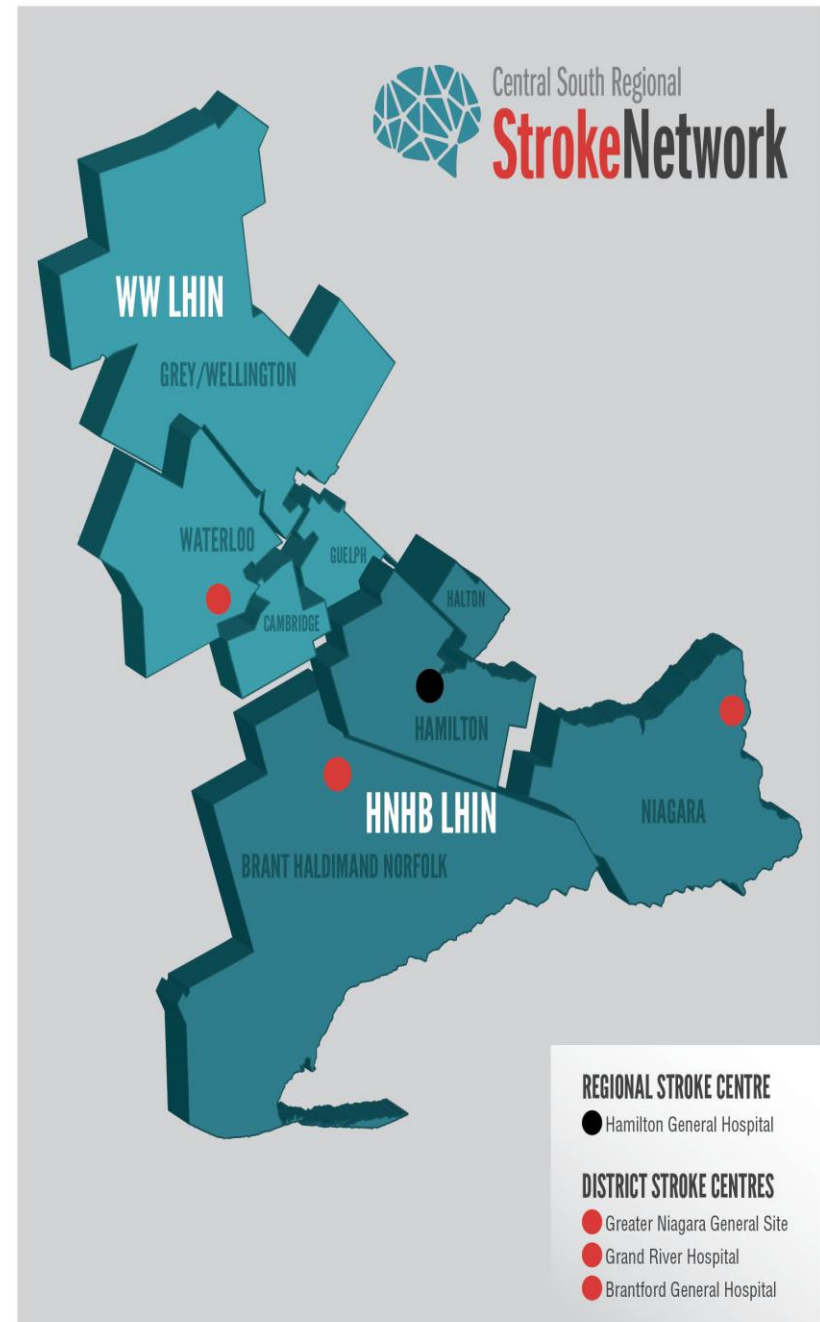 Central South Regional
StrokeNetwork
WW LHIN
GREY/WELLINGTON
WATERLOO
GUELPH
CAMBRIDGE
HALTON
HAMILTON
HNHB LHIN
NIAGARA
BRANT HALDIMAND NORFOLK
REGIONAL STROKE CENTRE
Hamilton General Hospital
DISTRICT STROKE CENTRES
Greater Niagara General Site
Grand River Hospital
Brantford General Hospital